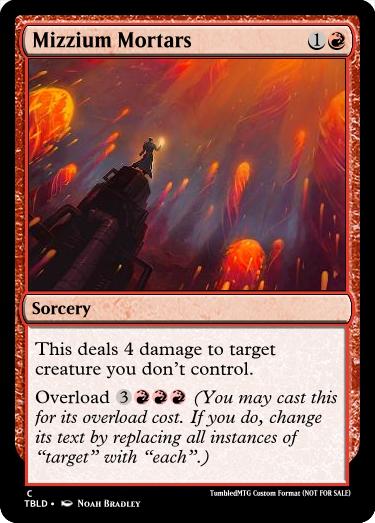 Mizzium Mortars 1
Sorcery
This deals 4 damage to target
creature you don't control.
Overload 3 (You may cast this
for its overload cost. If you do, change
its text by replacing all instances of
“target” with “each”.)
C
TBLD • Noah Bradley
TumbledMTG Custom Format (NOT FOR SALE)